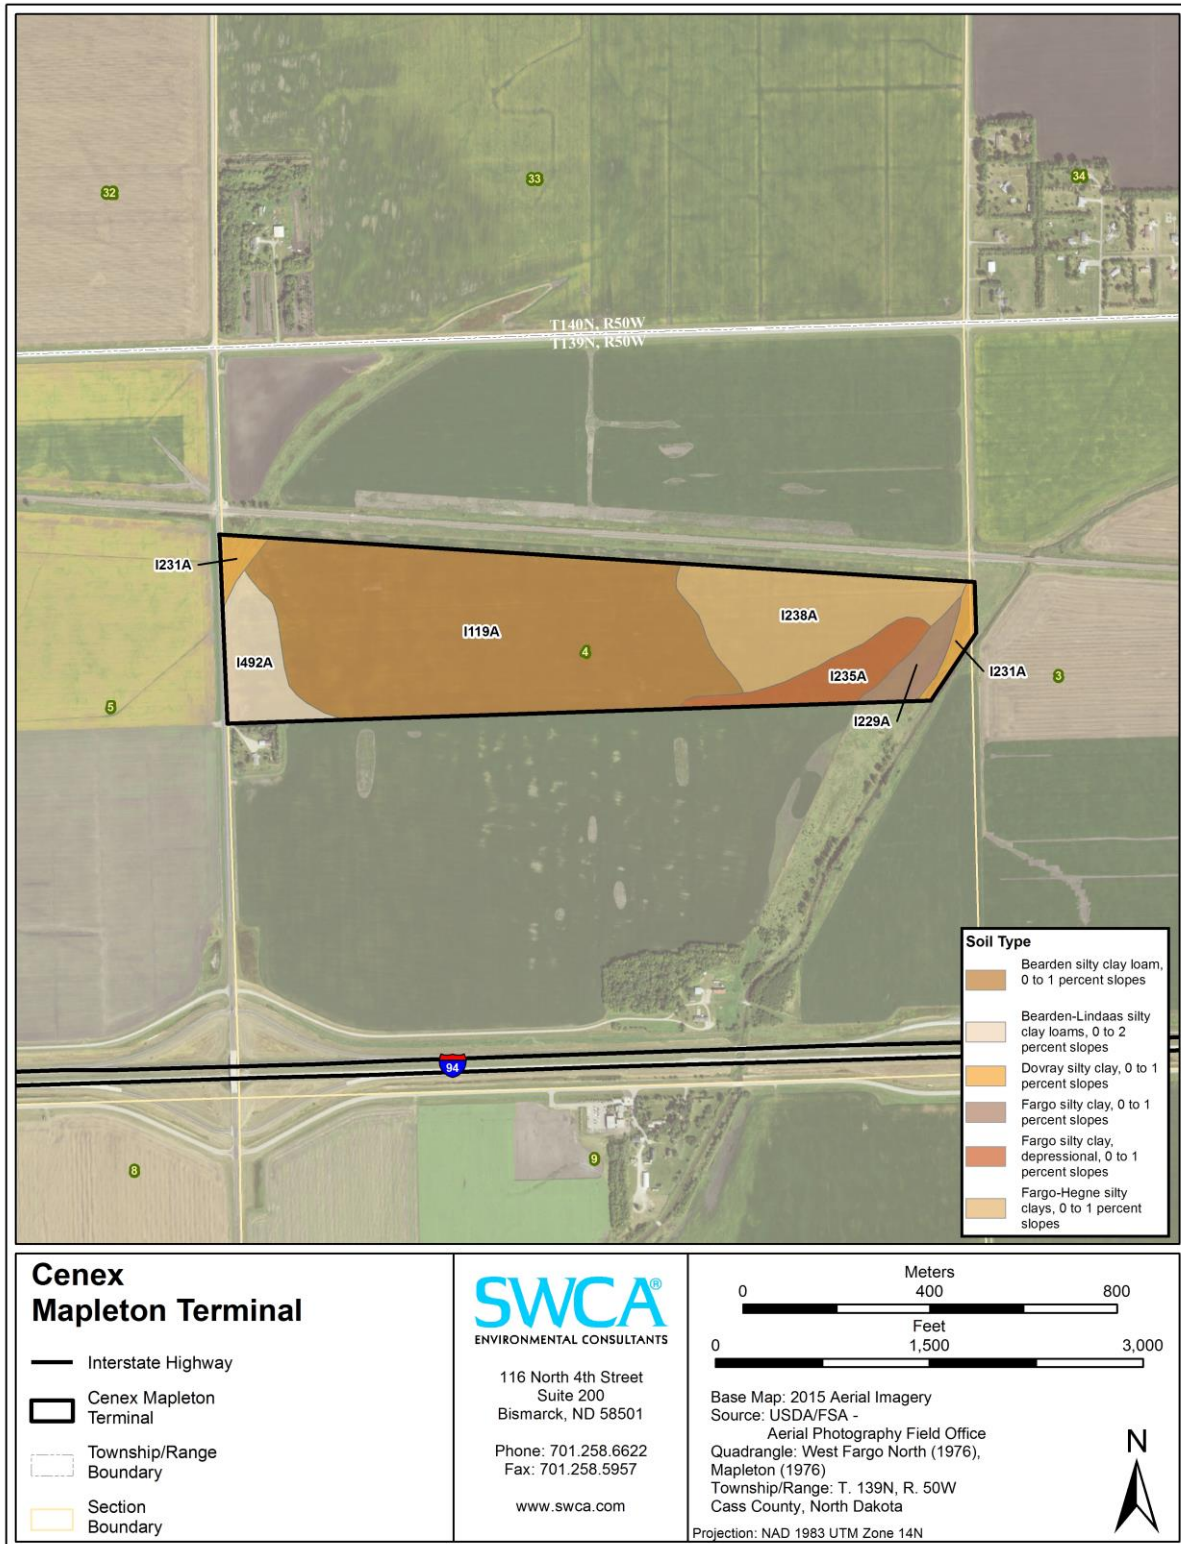 32
33
34
T140N, R50W
T139N, R50W
I231A
I119A
I238A
I492A
4
I235A
I231A
3
5
I229A
94
8
9
Soil Type
Bearden silty clay loam,
0 to 1 percent slopes
Bearden-Lindaas silty
clay loams, 0 to 2
percent slopes
Dovray silty clay, 0 to 1
percent slopes
Fargo silty clay, 0 to 1
percent slopes
Fargo silty clay,
depressional, 0 to 1
percent slopes
Fargo-Hegne silty
clays, 0 to 1 percent
slopes
Cenex
Mapleton Terminal
Interstate Highway
Cenex Mapleton
Terminal
Township/Range
Boundary
Section
Boundary
SWCA®
ENVIRONMENTAL CONSULTANTS
116 North 4th Street
Suite 200
Bismarck, ND 58501
Phone: 701.258.6622
Fax: 701.258.5957
www.swca.com
Meters
0 400 800
Feet
0 1,500 3,000
Base Map: 2015 Aerial Imagery
Source: USDA/FSA -
Aerial Photography Field Office
Quadrangle: West Fargo North (1976),
Mapleton (1976)
Township/Range: T. 139N, R. 50W
Cass County, North Dakota
Projection: NAD 1983 UTM Zone 14N
N